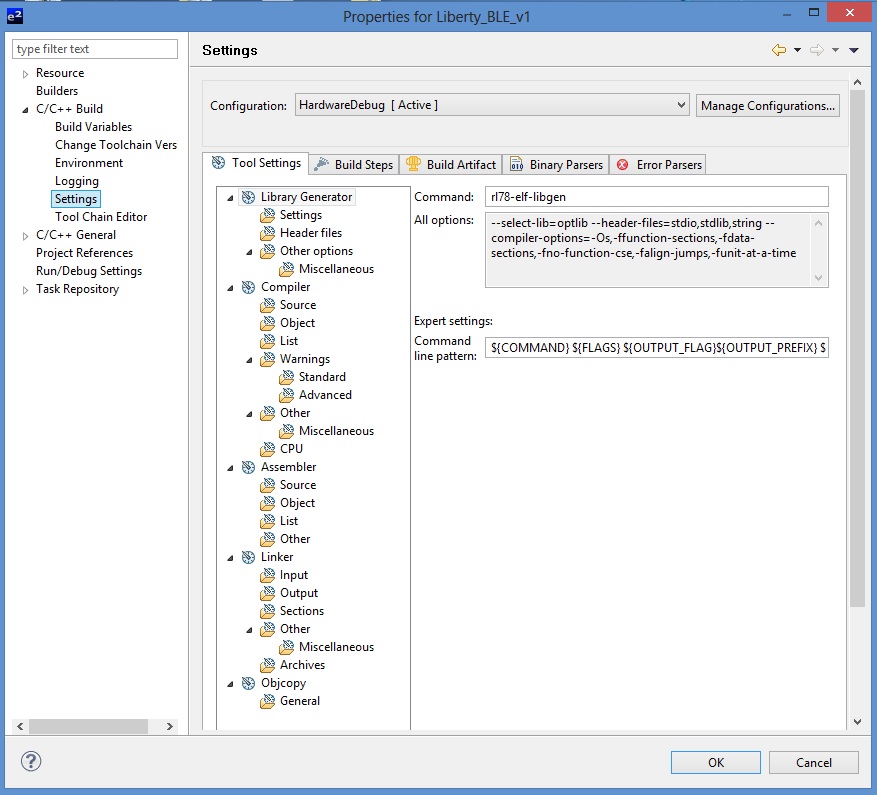 e2
Properties for Liberty_BLE_v1
type filter text
Resource
Builders
C/C++ Build
Build Variables
Change Toolchain Vers
Environment
Logging
Settings
Tool Chain Editor
C/C++ General
Project References
Run/Debug Settings
Task Repository
Settings
Configuration:
HardwareDebug [ Active ]
Manage Configurations...
Tool Settings
Build Steps
Build Artifact
Binary Parsers
Error Parsers
Library Generator
Settings
Header files
Other options
Miscellaneous
Compiler
Source
Object
List
Warnings
Standard
Advanced
Other
Miscellaneous
CPU
Assembler
Source
Object
List
Other
Linker
Input
Output
Sections
Other
Miscellaneous
Archives
Objcopy
General
Command:
rl78-elf-libgen
All options:
--select-lib=optlib --header-files=stdio,stdlib,string --
compiler-options=-Os,-ffunction-sections,-fdata-
sections,-fno-function-cse,-falign-jumps,-funit-at-a-time
Expert settings:
Command
line pattern:
${COMMAND} ${FLAGS} ${OUTPUT_FLAG}${OUTPUT_PREFIX} $
?
OK
Cancel